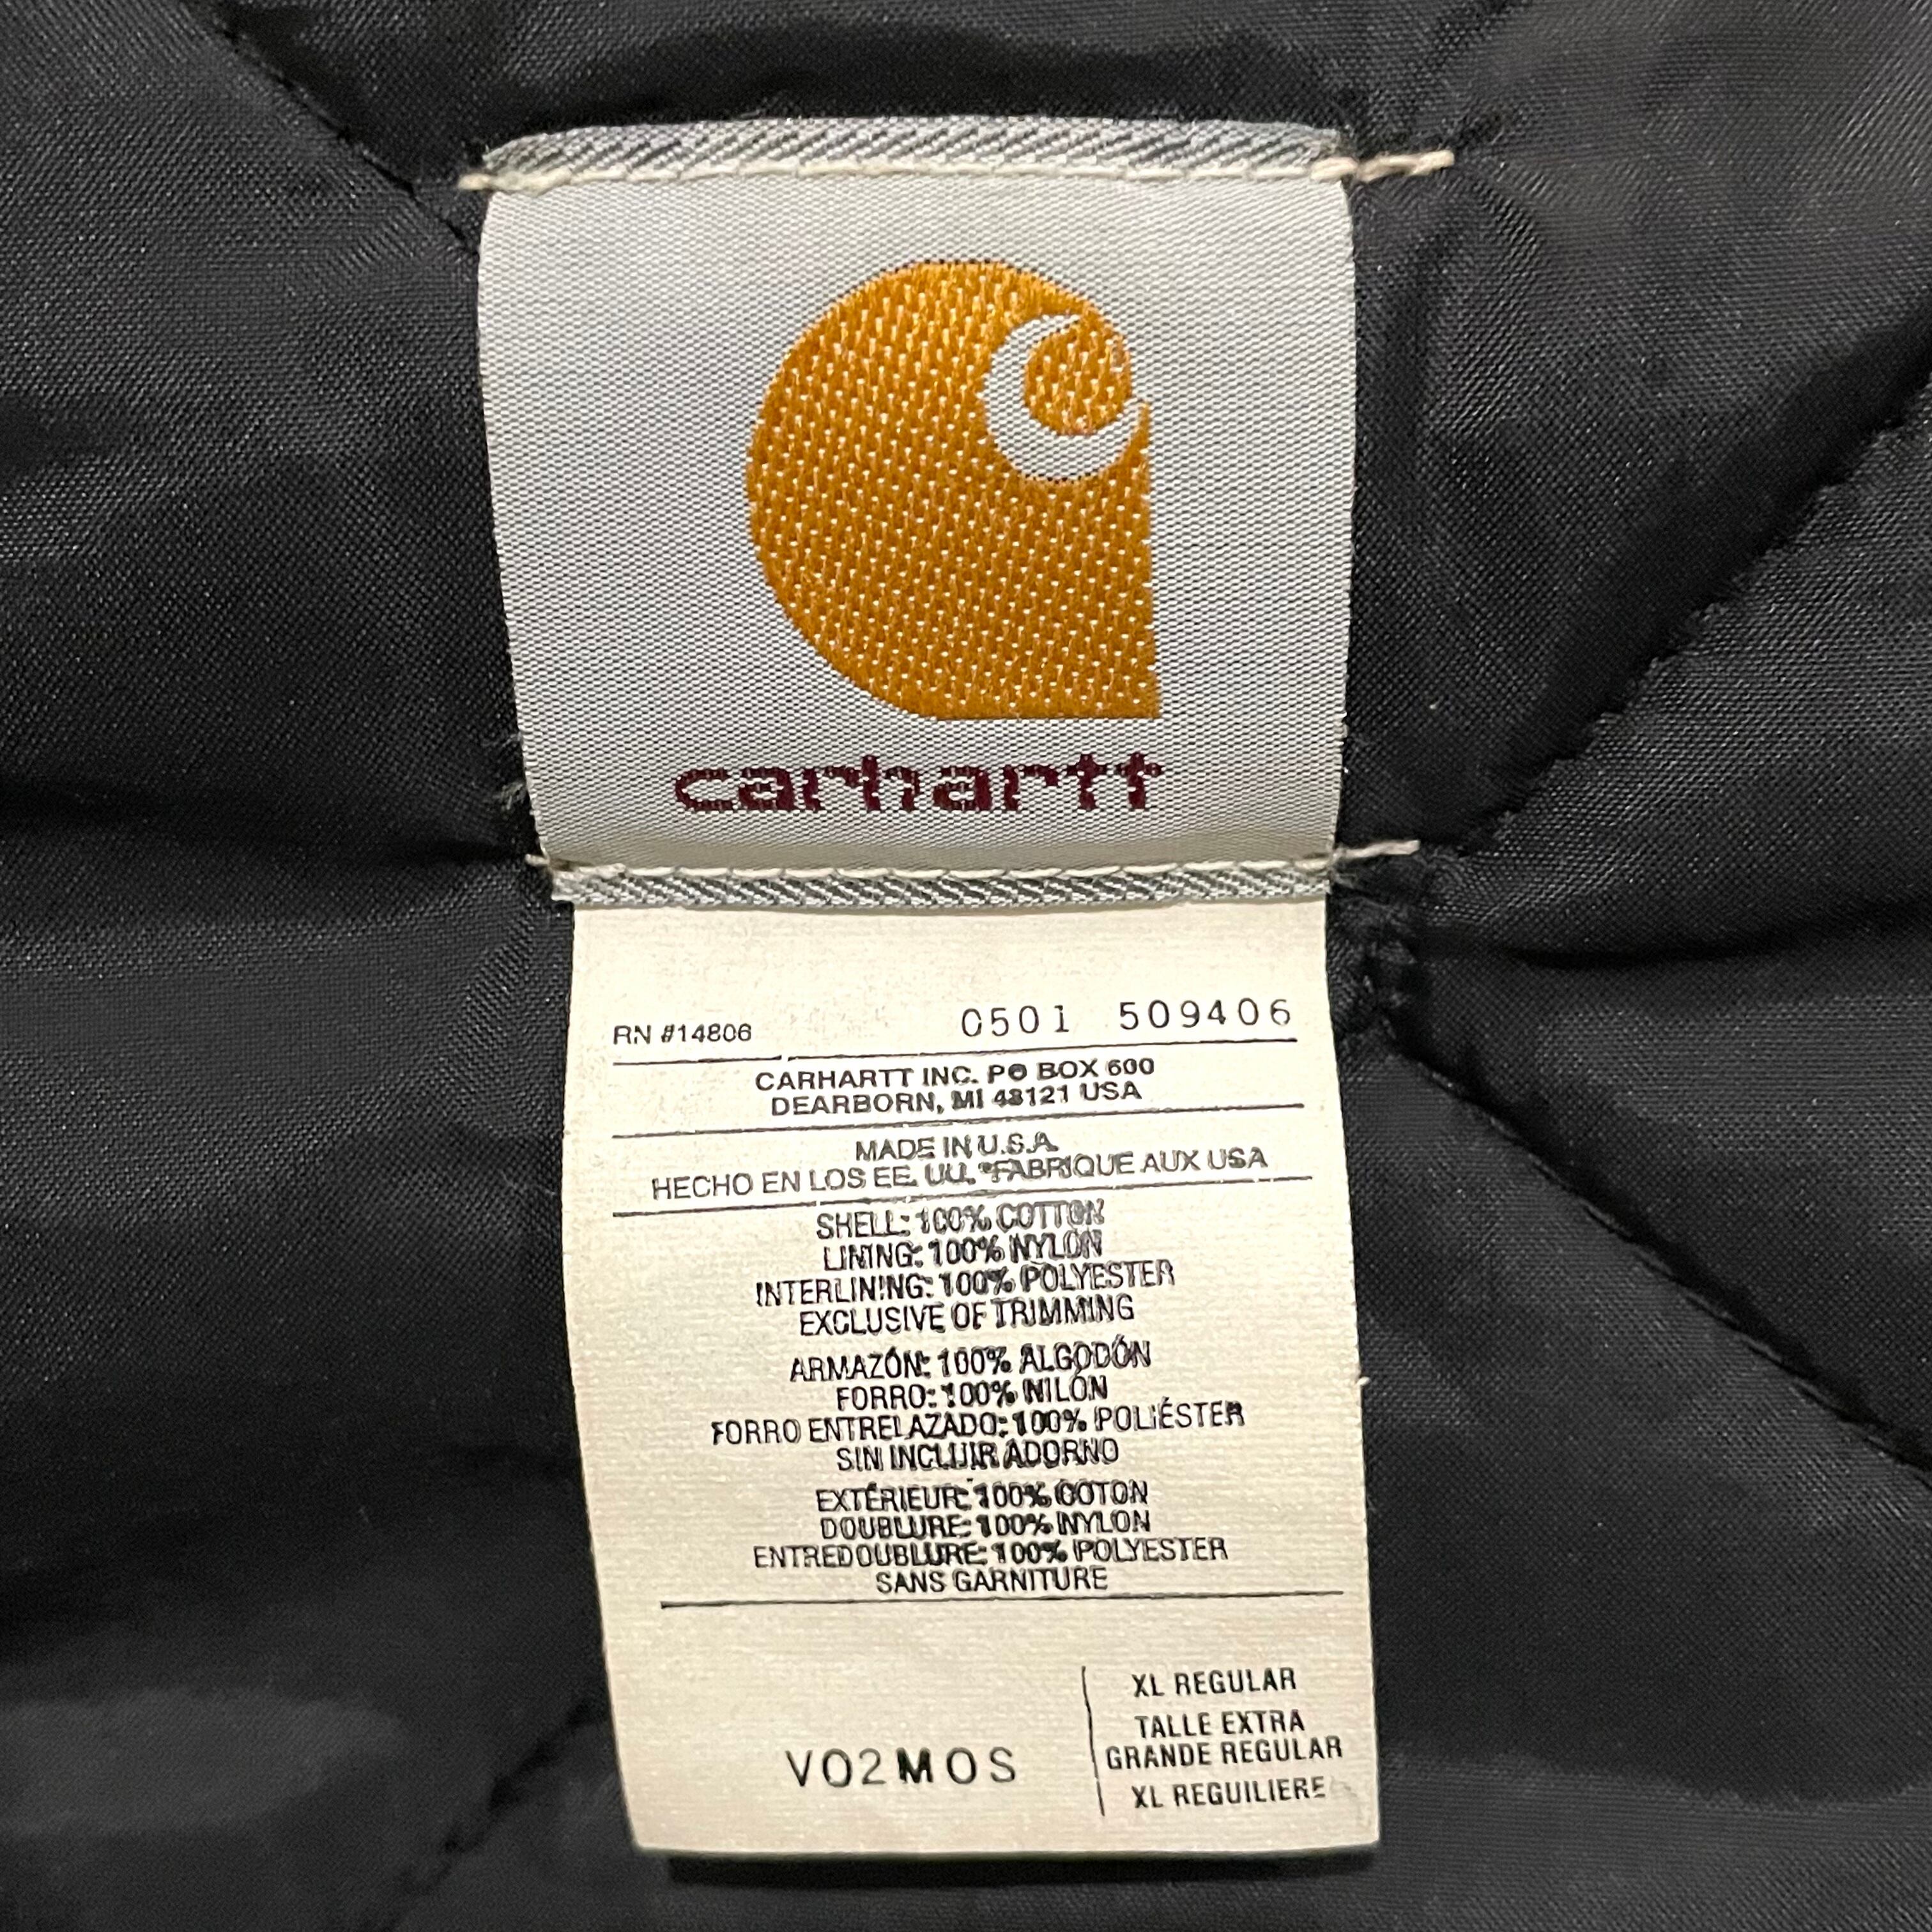 carhartt
RN #14806 0501 509406
CARHARTT INC. PO BOX 600
DEARBORN, MI 48121 USA
MADE IN U.S.A.
HECHO EN LOS EE. UU. *FABRIQUE AUX USA
SHELL: 100% COTTON
LINING: 100% NYLON
INTERLINING: 100% POLYESTER
EXCLUSIVE OF TRIMMING
ARMAZÓN: 100% ALGODÓN
FORRO: 100% NILÓN
FORRO ENTRELAZADO: 100% POLIÉSTER
SIN INCLUIR ADORNO
EXTÉRIEUR: 100% COTON
DOUBLURE: 100% NYLON
ENTREDOUBLURE: 100% POLYESTER
SANS GARNITURE
VO2MOS
XL REGULAR
TALLE EXTRA
GRANDE REGULAR
XL REGUILIERE